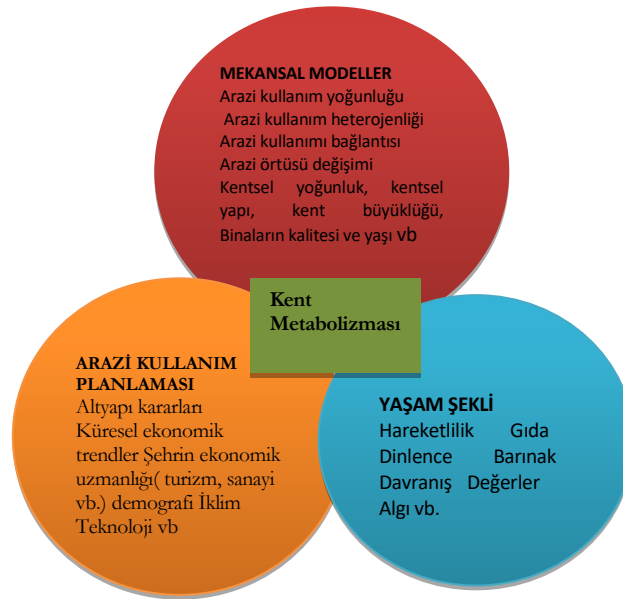 MEKANSAL MODELLER
Arazi kullanım yoğunluğu
Arazi kullanım heterojenliği
Arazi kullanımı bağlantısı
Arazi örtüsü değişimi
Kentsel yoğunluk, kentsel
yapı, kent büyüklüğü,
Binaların kalitesi ve yaşı vb
Kent
Metabolizması
ARAZİ KULLANIM
PLANLAMASI
Altyapı kararları
Küresel ekonomik
trendler Şehrin ekonomik
uzmanlığı( turizm, sanayi
vb.) demografi İklim
Teknoloji vb
YAŞAM ŞEKLİ
Hareketlilik Gıda
Dinlence Barınak
Davranış Değerler
Algı vb.